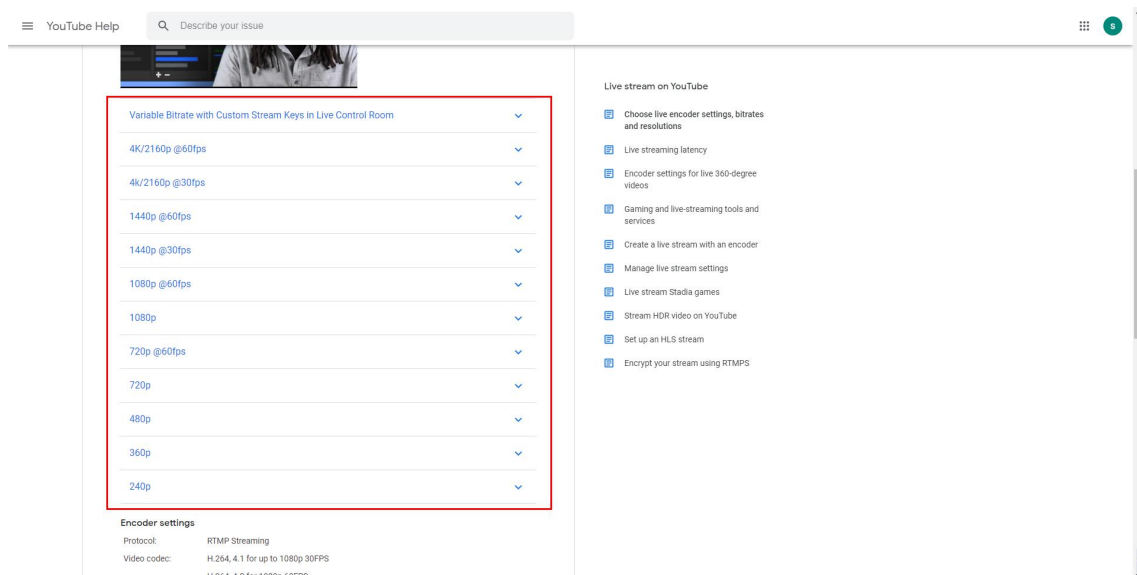 YouTube Help
Describe your issue
S
Variable Bitrate with Custom Stream Keys in Live Control Room
4K/2160p @60fps
4k/2160p @30fps
1440p @60fps
1440p @30fps
1080p @60fps
1080p
720p @60fps
720p
480p
360p
240p
Encoder settings
Protocol: RTMP Streaming
Video codec: H.264, 4.1 for up to 1080p 30FPS
Live stream on YouTube
Choose live encoder settings, bitrates
and resolutions
Live streaming latency
Encoder settings for live 360-degree
videos
Gaming and live-streaming tools and
services
Create a live stream with an encoder
Manage live stream settings
Live stream Stadia games
Stream HDR video on YouTube
Set up an HLS stream
Encrypt your stream using RTMPS